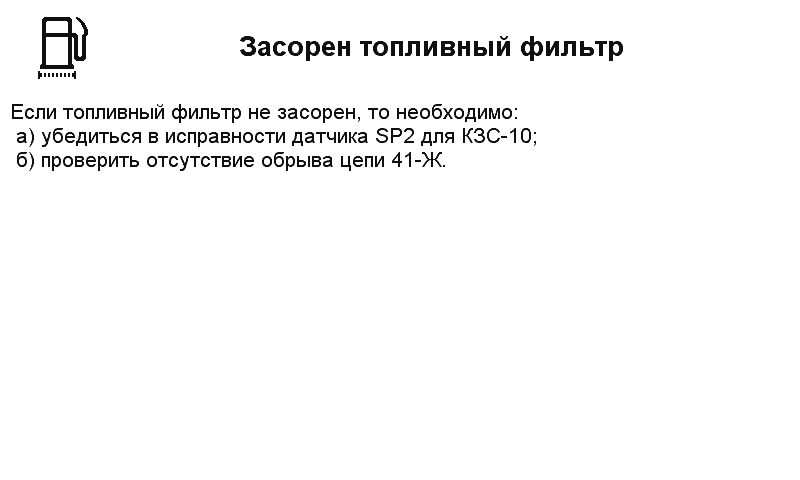 Засорен топливный фильтр
Если топливный фильтр не засорен, то необходимо:
а) убедиться в исправности датчика SP2 для КЗС-10;
б) проверить отсутствие обрыва цепи 41-Ж.